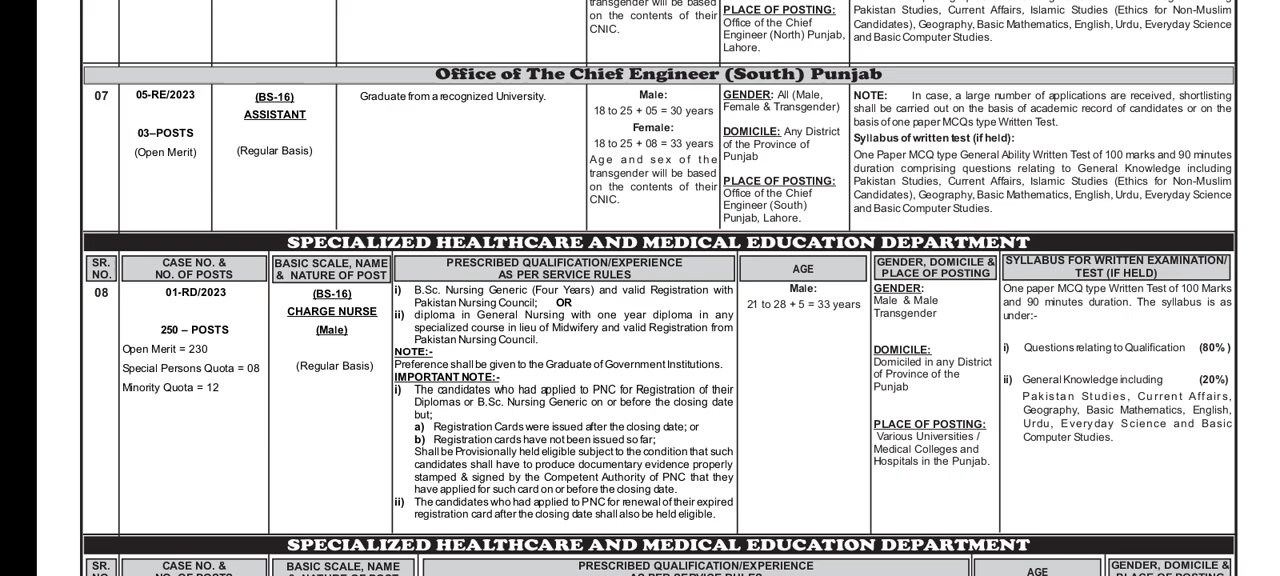 transgender will be based
on the contents of their
CNIC.
PLACE OF POSTING:
Office of the Chief
Engineer (North) Punjab,
Lahore.
Pakistan Studies, Current Affairs, Islamic Studies (Ethics for Non-Muslim
Candidates), Geography, Basic Mathematics, English, Urdu, Everyday Science
and Basic Computer Studies.
Office of The Chief Engineer (South) Punjab
07
05-RE/2023
03–POSTS
(Open Merit)
(BS-16)
ASSISTANT
(Regular Basis)
Graduate from a recognized University.
Male:
18 to 25 + 05 = 30 years
Female:
18 to 25 + 08 = 33 years
Age and sex of the
transgender will be based
on the contents of their
CNIC.
GENDER: All (Male,
Female & Transgender)
DOMICILE: Any District
of the Province of
Punjab
PLACE OF POSTING:
Office of the Chief
Engineer (South)
Punjab, Lahore.
NOTE: In case, a large number of applications are received, shortlisting
shall be carried out on the basis of academic record of candidates or on the
basis of one paper MCQs type Written Test.
Syllabus of written test (if held):
One Paper MCQ type General Ability Written Test of 100 marks and 90 minutes
duration comprising questions relating to General Knowledge including
Pakistan Studies, Current Affairs, Islamic Studies (Ethics for Non-Muslim
Candidates), Geography, Basic Mathematics, English, Urdu, Everyday Science
and Basic Computer Studies.
SPECIALIZED HEALTHCARE AND MEDICAL EDUCATION DEPARTMENT
SR.
NO.
CASE NO. &
NO. OF POSTS
BASIC SCALE, NAME
& NATURE OF POST
PRESCRIBED QUALIFICATION/EXPERIENCE
AS PER SERVICE RULES
AGE
GENDER, DOMICILE &
PLACE OF POSTING
SYLLABUS FOR WRITTEN EXAMINATION/
TEST (IF HELD)
08
01-RD/2023
250 – POSTS
Open Merit = 230
Special Persons Quota = 08
Minority Quota = 12
(BS-16)
CHARGE NURSE
(Male)
(Regular Basis)
i) B.Sc. Nursing Generic (Four Years) and valid Registration with
Pakistan Nursing Council; OR
ii) diploma in General Nursing with one year diploma in any
specialized course in lieu of Midwifery and valid Registration from
Pakistan Nursing Council.
NOTE:-
Preference shall be given to the Graduate of Government Institutions.
IMPORTANT NOTE:-
i) The candidates who had applied to PNC for Registration of their
Diplomas or B.Sc. Nursing Generic on or before the closing date
but;
a) Registration Cards were issued after the closing date; or
b) Registration cards have not been issued so far;
Shall be Provisionally held eligible subject to the condition that such
candidates shall have to produce documentary evidence properly
stamped & signed by the Competent Authority of PNC that they
have applied for such card on or before the closing date.
ii) The candidates who had applied to PNC for renewal of their expired
registration card after the closing date shall also be held eligible.
Male:
21 to 28 + 5 = 33 years
GENDER:
Male & Male
Transgender
DOMICILE:
Domiciled in any District
of Province of the
Punjab
PLACE OF POSTING:
Various Universities /
Medical Colleges and
Hospitals in the Punjab.
One paper MCQ type Written Test of 100 Marks
and 90 minutes duration. The syllabus is as
under:-
i) Questions relating to Qualification (80%)
ii) General Knowledge including (20%)
Pakistan Studies, Current Affairs,
Geography, Basic Mathematics, English,
Urdu, Everyday Science and Basic
Computer Studies.
SPECIALIZED HEALTHCARE AND MEDICAL EDUCATION DEPARTMENT
SR.
CASE NO. &
BASIC SCALE, NAME
PRESCRIBED QUALIFICATION/EXPERIENCE
AGE
GENDER, DOMICILE &